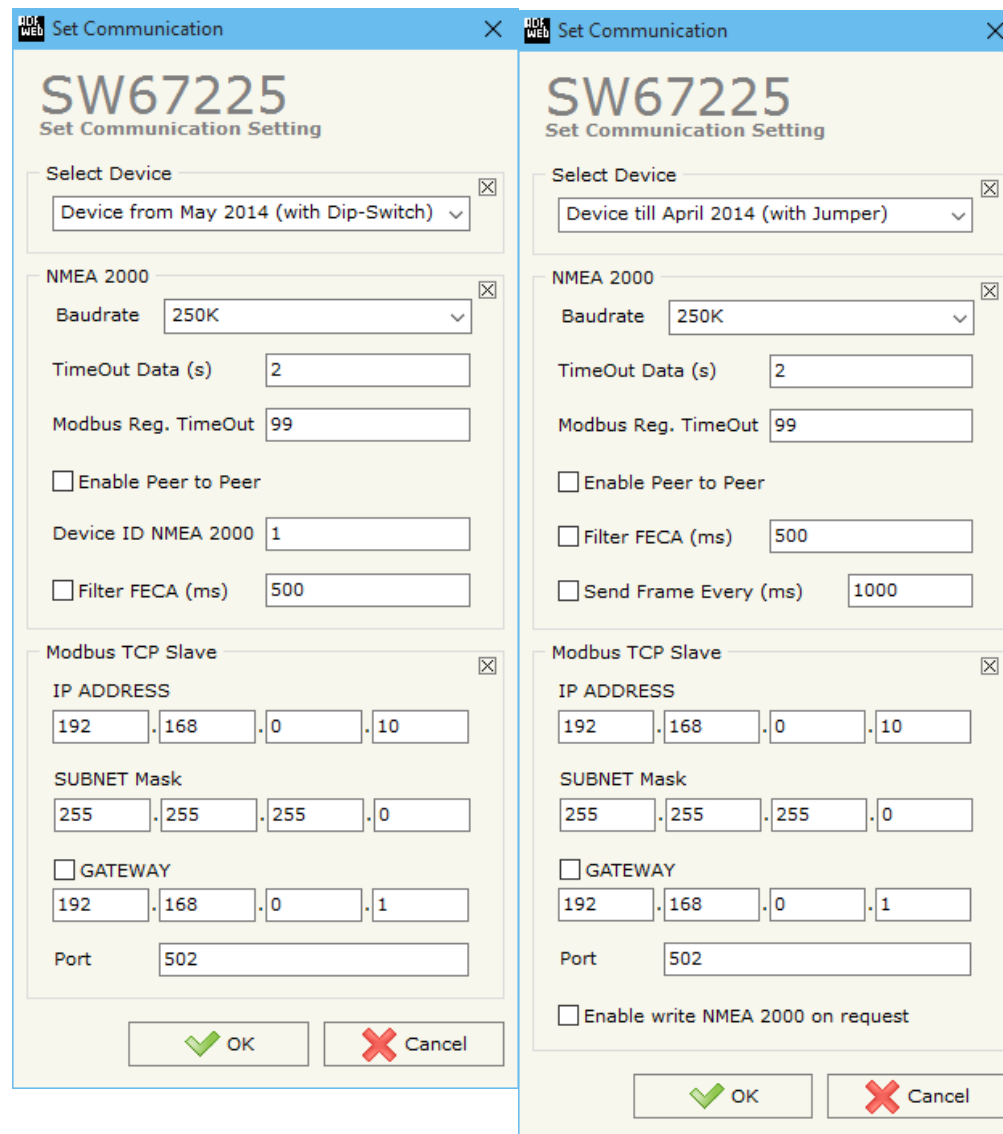 ADF
WEB
Set Communication
SW67225
Set Communication Setting
Select Device
Device from May 2014 (with Dip-Switch)
NMEA 2000
Baudrate 250K
TimeOut Data (s) 2
Modbus Reg. TimeOut 99
Enable Peer to Peer
Device ID NMEA 2000 1
Filter FECA (ms) 500
Modbus TCP Slave
IP ADDRESS
192 . 168 . 0 . 10
SUBNET Mask
255 . 255 . 255 . 0
GATEWAY
192 . 168 . 0 . 1
Port 502
OK Cancel
ADF
WEB
Set Communication
SW67225
Set Communication Setting
Select Device
Device till April 2014 (with Jumper)
NMEA 2000
Baudrate 250K
TimeOut Data (s) 2
Modbus Reg. TimeOut 99
Enable Peer to Peer
Filter FECA (ms) 500
Send Frame Every (ms) 1000
Modbus TCP Slave
IP ADDRESS
192 . 168 . 0 . 10
SUBNET Mask
255 . 255 . 255 . 0
GATEWAY
192 . 168 . 0 . 1
Port 502
Enable write NMEA 2000 on request
OK Cancel